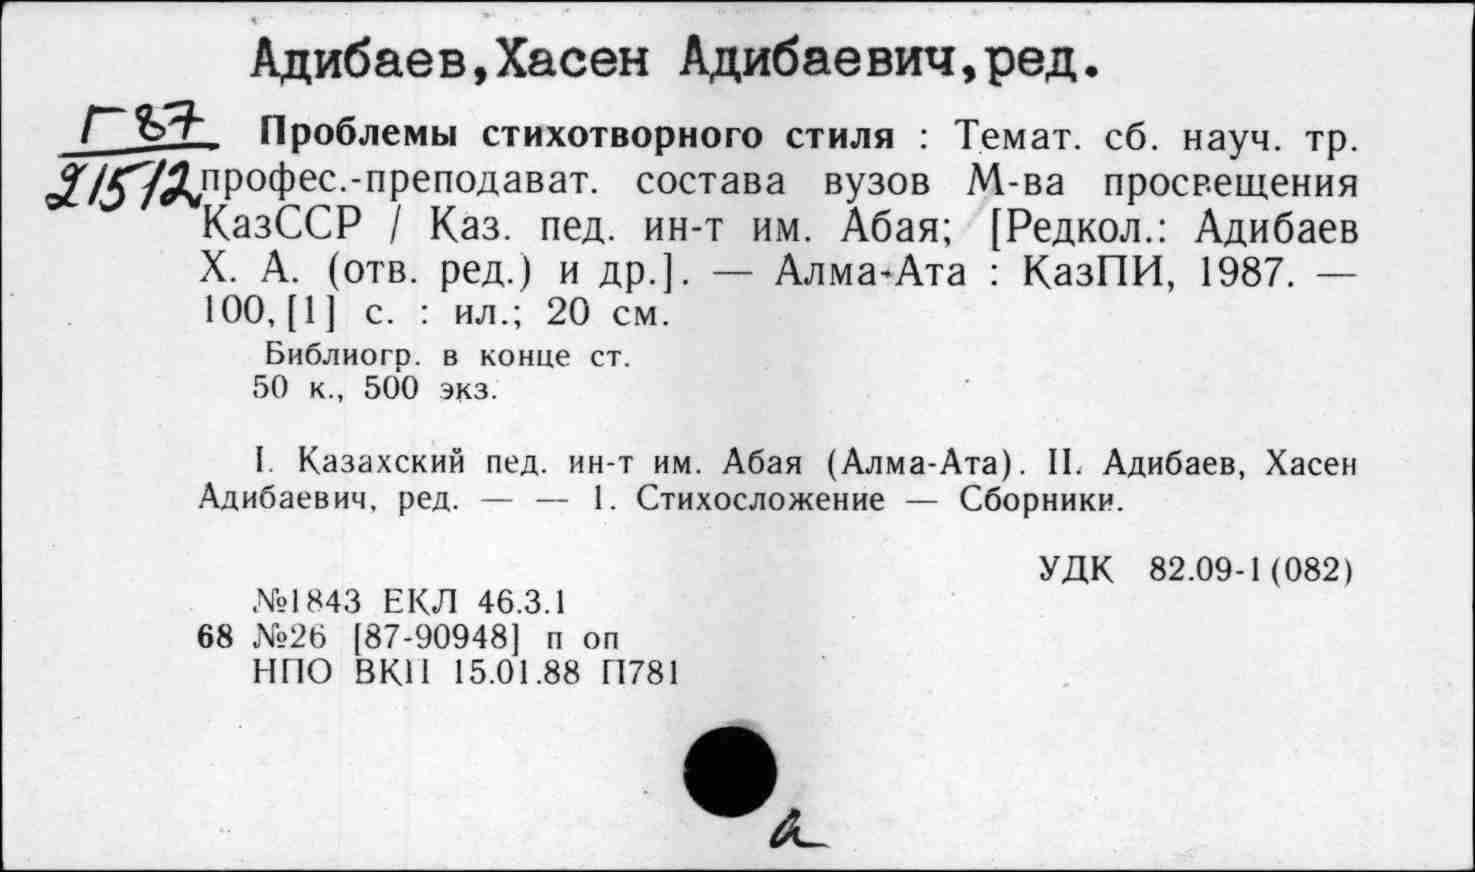 Адибаев,Хасен Адибаевич,ред.
Г 87
21512
Проблемы стихотворного стиля : Темат. сб. науч. тр.
профес.-преподават. состава вузов М-ва просвещения
КазССР / Каз. пед. ин-т им. Абая; [Редкол.: Адибаев
Х. А. (отв. ред.) и др.]. — Алма-Ата : КазПИ, 1987. —
100,[1] с. : ил.; 20 см.
Библиогр. в конце ст.
50 к., 500 экз.
I. Казахский пед. ин-т им. Абая (Алма-Ата). II. Адибаев, Хасен
Адибаевич, ред. — — 1. Стихосложение — Сборники.
УДК 82.09-1(082)
№1843 ЕКЛ 46.3.1
68 №26 [87-90948] п оп
НПО ВКП 15.01.88 П781
а